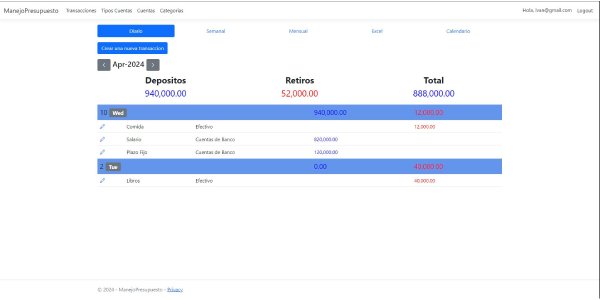 ManejoPresupuesto Transacciones Tipos Cuentas Cuentas Categorías Hola, Ivax@gmail.com Logout
Diario Semanal Mensual Excel Calendario
Crear una nueva transaccion
< Apr-2024 >
Depositos Retiros Total
940,000.00 52,000.00 888,000.00
10 Wed 940,000.00 12,000.00
Comida Efectivo 12,000.00
Salario Cuentas de Banco 820,000.00
Plazo Fijo Cuentas de Banco 120,000.00
2 Tue 0.00 40,000.00
Libros Efectivo 40,000.00
© 2024 - ManejoPresupuesto - Privacy